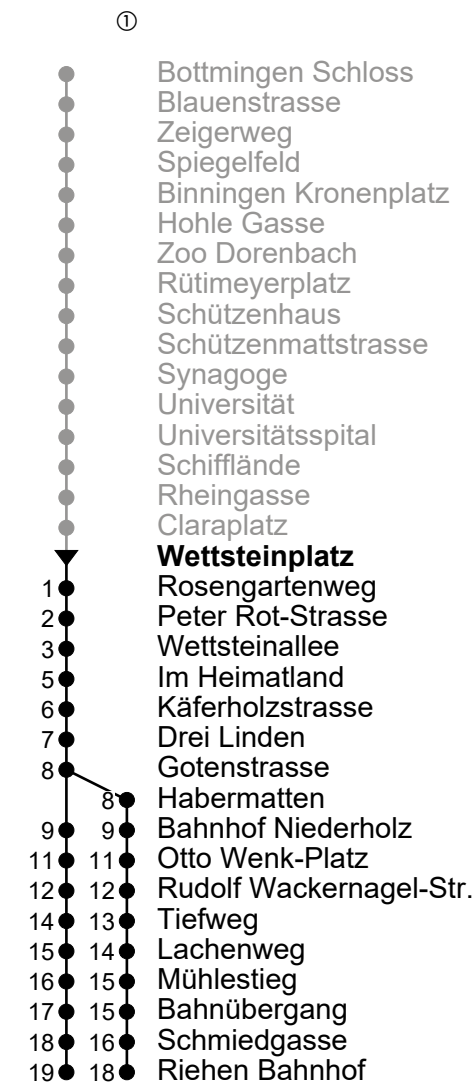 ①
Bottmingen Schloss
Blauenstrasse
Zeigerweg
Spiegelfeld
Binningen Kronenplatz
Hohle Gasse
Zoo Dorenbach
Rütimeyerplatz
Schützenhaus
Schützenmattstrasse
Synagoge
Universität
Universitätsspital
Schifflände
Rheingasse
Claraplatz
Wettsteinplatz
1 Rosengartenweg
2 Peter Rot-Strasse
3 Wettsteinallee
5 Im Heimatland
6 Käferholzstrasse
7 Drei Linden
8 Gotenstrasse
8 Habermatten
9 9 Bahnhof Niederholz
11 11 Otto Wenk-Platz
12 12 Rudolf Wackernagel-Str.
14 13 Tiefweg
15 14 Lachenweg
16 15 Mühlestieg
17 15 Bahnübergang
18 16 Schmiedgasse
19 18 Riehen Bahnhof